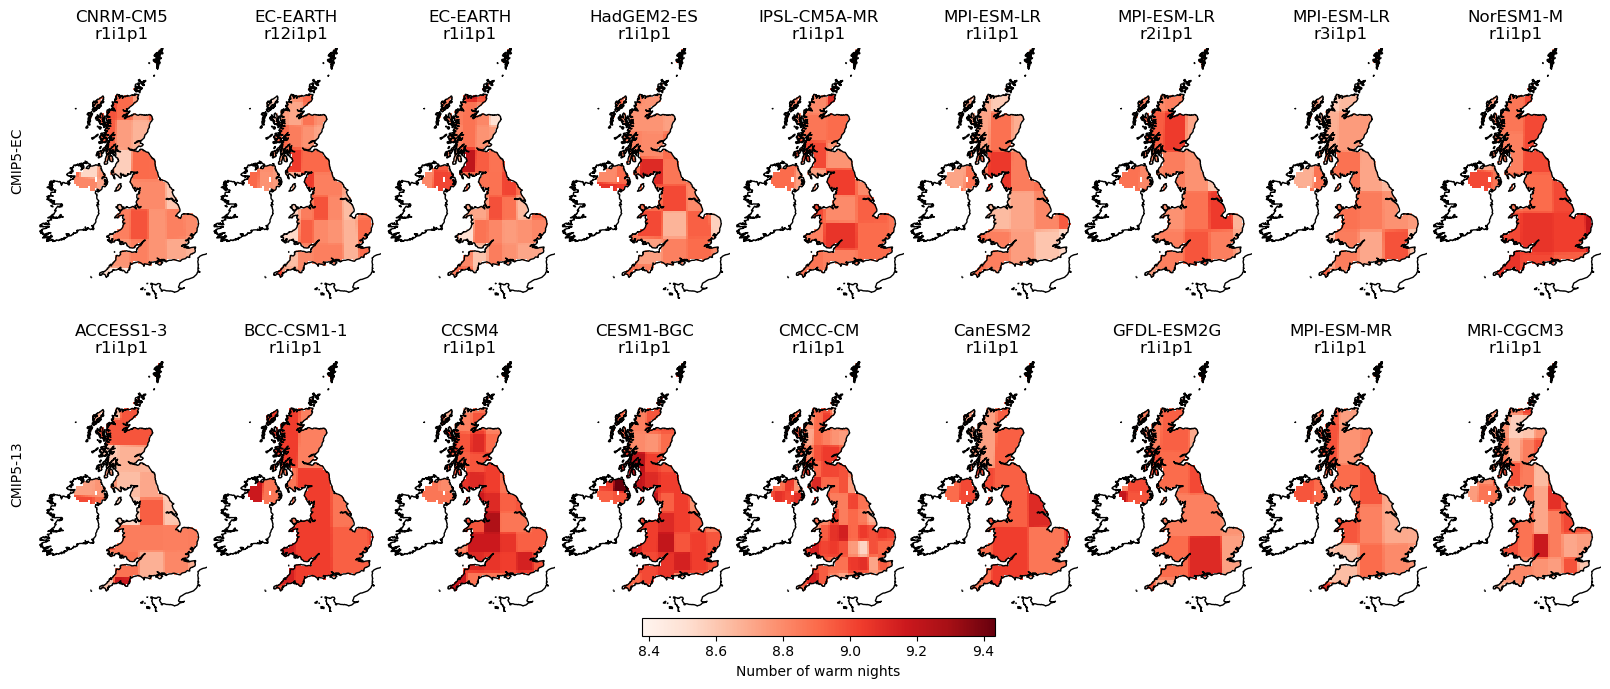 CNRM-CM5
r1i1p1
EC-EARTH
r12i1p1
EC-EARTH
r1i1p1
HadGEM2-ES
r1i1p1
IPSL-CM5A-MR
r1i1p1
MPI-ESM-LR
r1i1p1
MPI-ESM-LR
r2i1p1
MPI-ESM-LR
r3i1p1
NorESM1-M
r1i1p1
CMIP5-EC
ACCESS1-3
r1i1p1
BCC-CSM1-1
r1i1p1
CCSM4
r1i1p1
CESM1-BGC
r1i1p1
CMCC-CM
r1i1p1
CanESM2
r1i1p1
GFDL-ESM2G
r1i1p1
MPI-ESM-MR
r1i1p1
MRI-CGCM3
r1i1p1
CMIP5-13
8.4 8.6 8.8 9.0 9.2 9.4
Number of warm nights